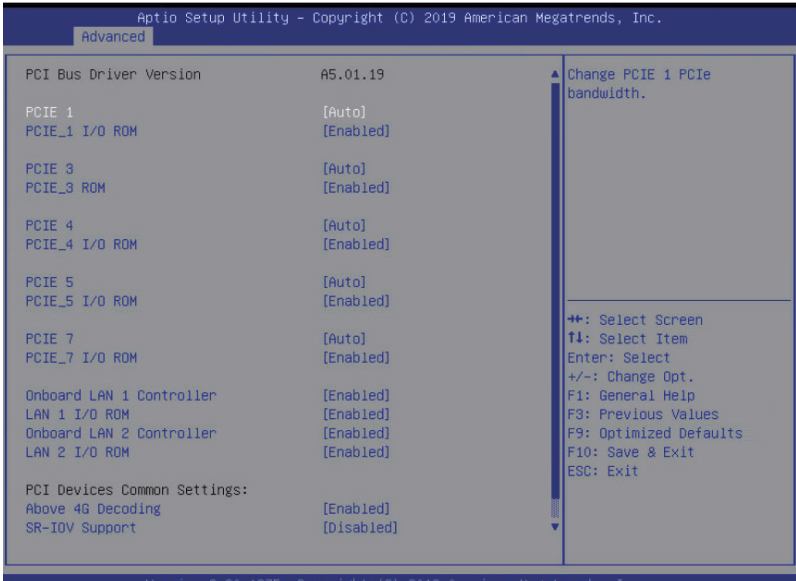 Aptio Setup Utility – Copyright (C) 2019 American Megatrends, Inc.
Advanced
PCI Bus Driver Version A5.01.19
PCIE 1 [Auto]
PCIE_1 I/O ROM [Enabled]
PCIE 3 [Auto]
PCIE_3 ROM [Enabled]
PCIE 4 [Auto]
PCIE_4 I/O ROM [Enabled]
PCIE 5 [Auto]
PCIE_5 I/O ROM [Enabled]
PCIE 7 [Auto]
PCIE_7 I/O ROM [Enabled]
Onboard LAN 1 Controller [Enabled]
LAN 1 I/O ROM [Enabled]
Onboard LAN 2 Controller [Enabled]
LAN 2 I/O ROM [Enabled]
PCI Devices Common Settings:
Above 4G Decoding [Enabled]
SR-IOV Support [Disabled]
Change PCIE 1 PCIe
bandwidth.
→←: Select Screen
↑↓: Select Item
Enter: Select
+/-: Change Opt.
F1: General Help
F3: Previous Values
F9: Optimized Defaults
F10: Save & Exit
ESC: Exit